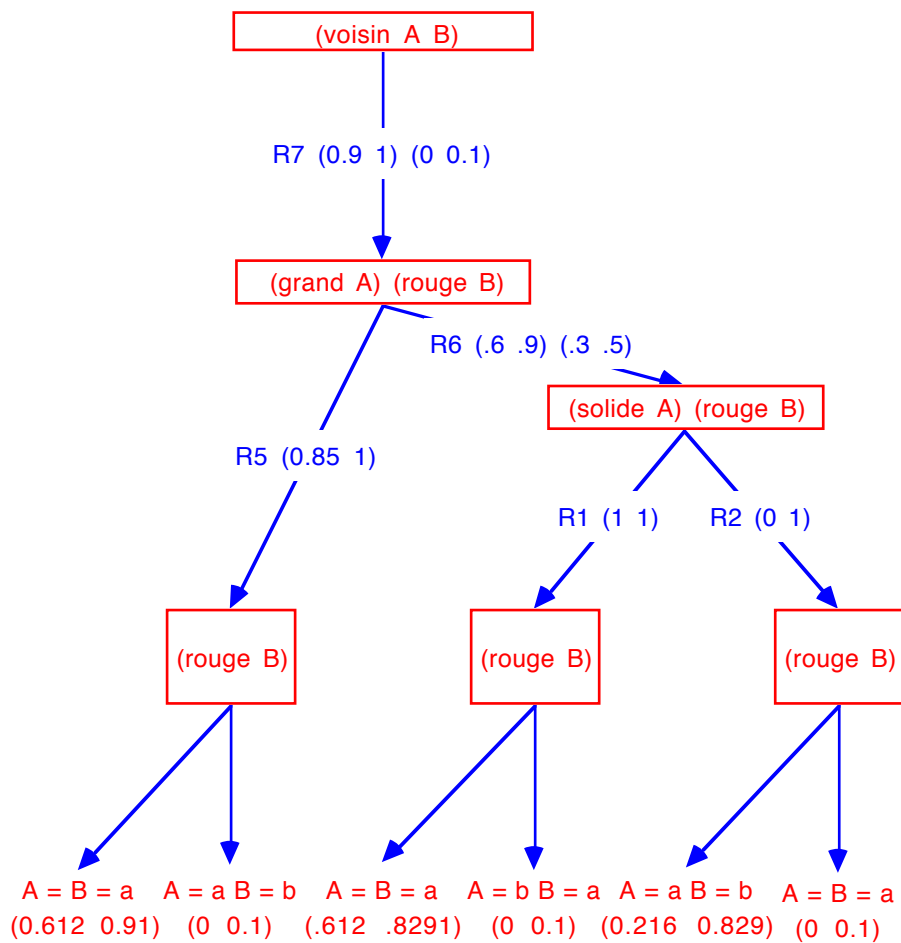 (voisin A B)
R7 (0.9 1) (0 0.1)
(grand A) (rouge B)
R6 (.6 .9) (.3 .5)
(solide A) (rouge B)
R5 (0.85 1)
R1 (1 1)
R2 (0 1)
(rouge B)
(rouge B)
(rouge B)
A = B = a
(0.612 0.91)
A = a B = b
(0 0.1)
A = B = a
(.612 .8291)
A = b B = a
(0 0.1)
A = a B = b
(0.216 0.829)
A = B = a
(0 0.1)